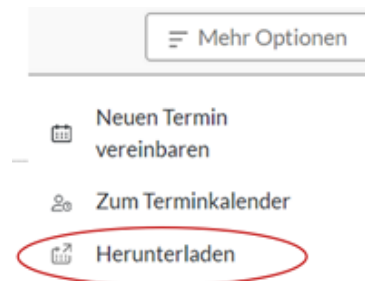 Mehr Optionen
Neuen Termin
vereinbaren
Zum Terminkalender
Herunterladen